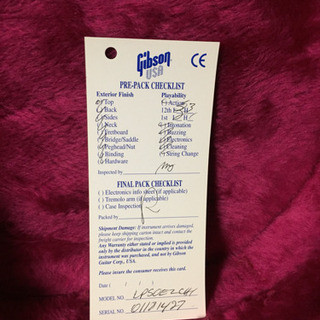 Gibson
USA
CE
PRE-PACK CHECKLIST
Exterior Finish Playability
( ) Top ( ) Action
( ) Back 12th
( ) Sides 1st
( ) Neck ( ) Intonation
( ) Fretboard ( ) Buzzing
( ) Bridge/Saddle ( ) Electronics
( ) Peghead/Nut ( ) Cleaning
( ) Binding ( ) String Change
( ) Hardware
Inspected by
FINAL PACK CHECKLIST
( ) Electronics info sheet (if applicable)
( ) Tremolo arm (if applicable)
( ) Case Inspection
Packed by
Shipment Damage: If instrument arrives damaged,
please keep shipping carton intact and contact the
freight carrier for inspection.
Any Warranty either stated or implied is provided
only by the distributor in the country in which the
instrument was purchased, and not by Gibson
Guitar Corp., USA.
Please insure the consumer receives this card.
Date ( / / )
MODEL NO.
SERIAL NO. 01121477